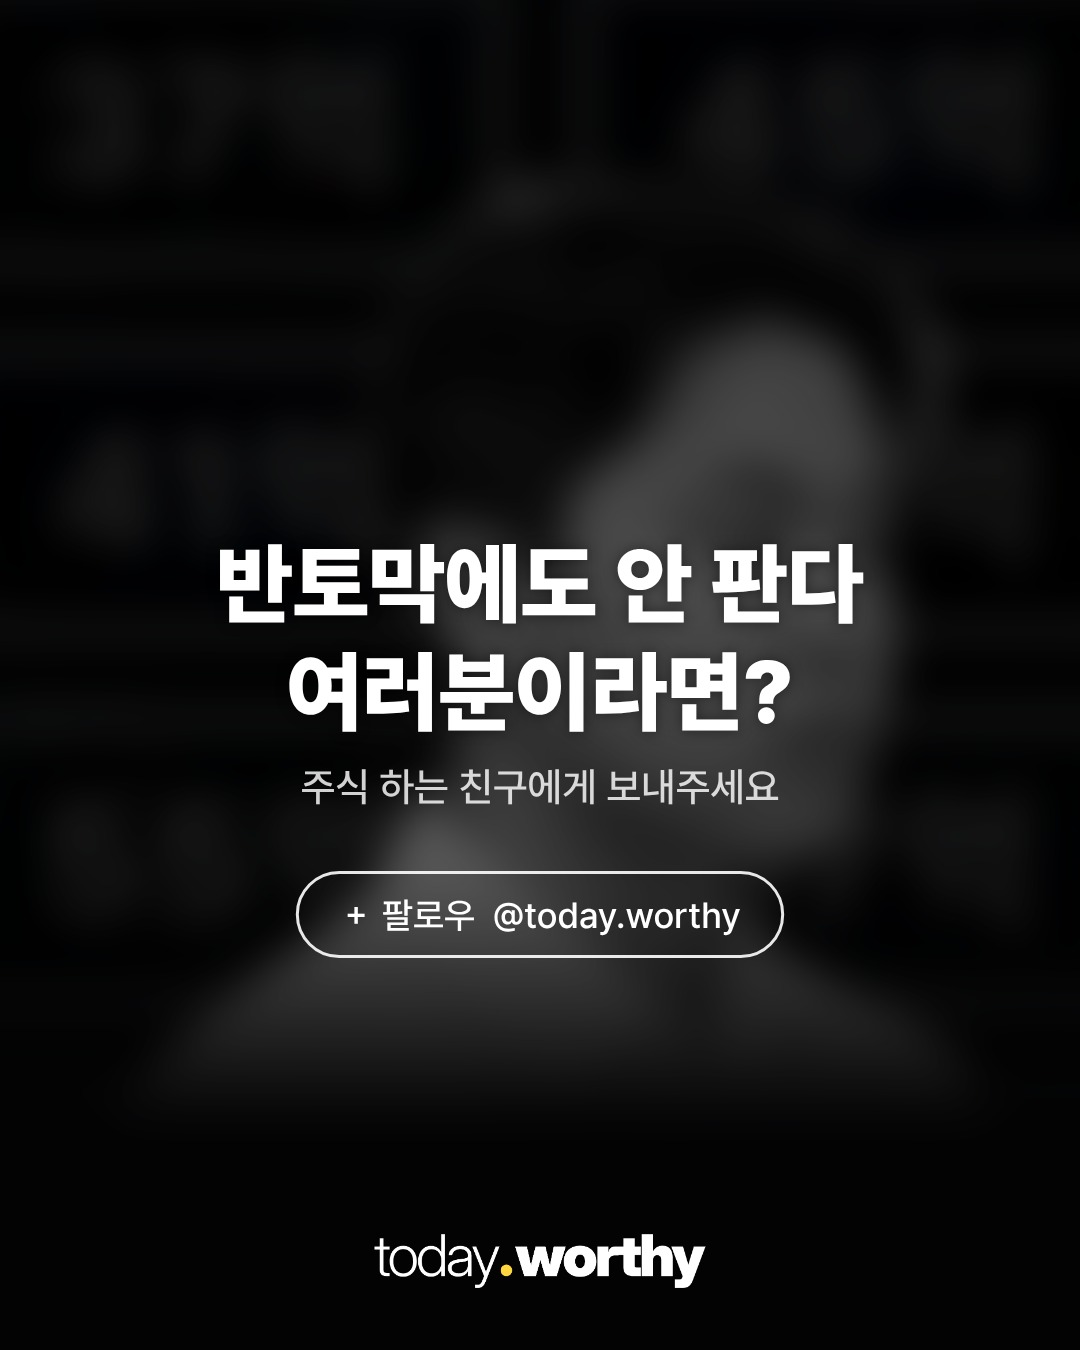 반토막에도 안 판다
여러분이라면?
주식 하는 친구에게 보내주세요
+ 팔로우 @today.worthy
today.worthy